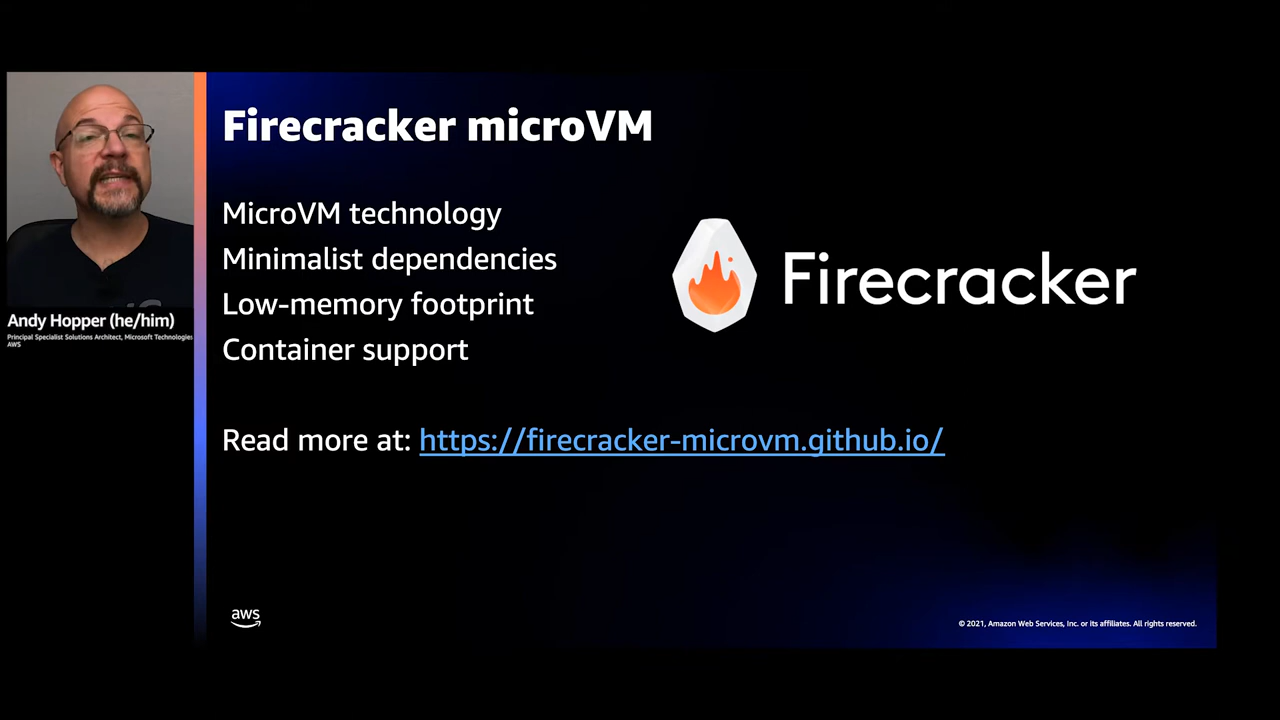 Firecracker microVM
MicroVM technology
Minimalist dependencies
Low-memory footprint
Container support
Read more at: https://firecracker-microvm.github.io/
Firecracker
Andy Hopper (he/him)
Principal Specialist Solutions Architect, Microsoft Technologies
AWS
aws
© 2021, Amazon Web Services, Inc. or its affiliates. All rights reserved.